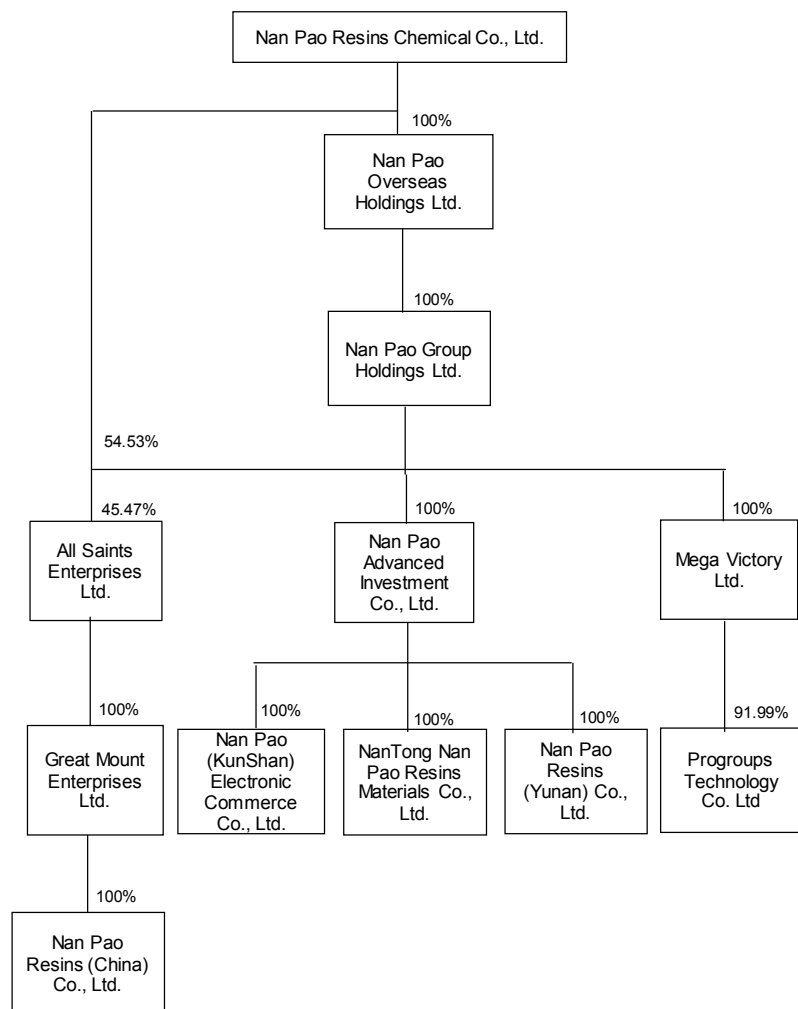 Nan Pao Resins Chemical Co., Ltd.
100%
Nan Pao
Overseas
Holdings Ltd.
100%
Nan Pao Group
Holdings Ltd.
54.53%
45.47%
100%
100%
All Saints
Enterprises
Ltd.
Nan Pao
Advanced
Investment
Co., Ltd.
Mega Victory
Ltd.
100%
100%
100%
100%
91.99%
Great Mount
Enterprises
Ltd.
Nan Pao
(KunShan)
Electronic
Commerce
Co., Ltd.
NanTong Nan
Pao Resins
Materials Co.,
Ltd.
Nan Pao
Resins
(Yunan) Co.,
Ltd.
Progroups
Technology
Co. Ltd
100%
Nan Pao
Resins (China)
Co., Ltd.